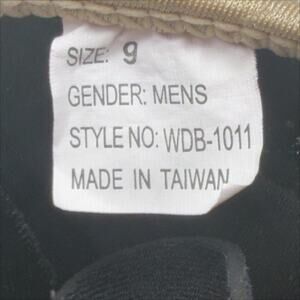 SIZE: 9
GENDER: MENS
STYLE NO: WDB-1011
MADE IN TAIWAN